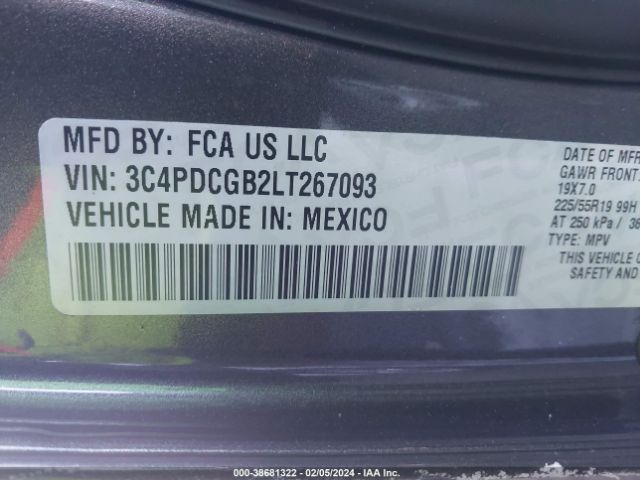 MFD BY: FCA US LLC
VIN: 3C4PDCGB2LT267093
VEHICLE MADE IN: MEXICO
DATE OF MFR
GAWR FRONT
19X7.0
225/55R19 99H
AT 250 kPa / 36
TYPE: MPV
THIS VEHICLE
SAFETY AND
000-38681322 - 02/05/2024 - IAA Inc.